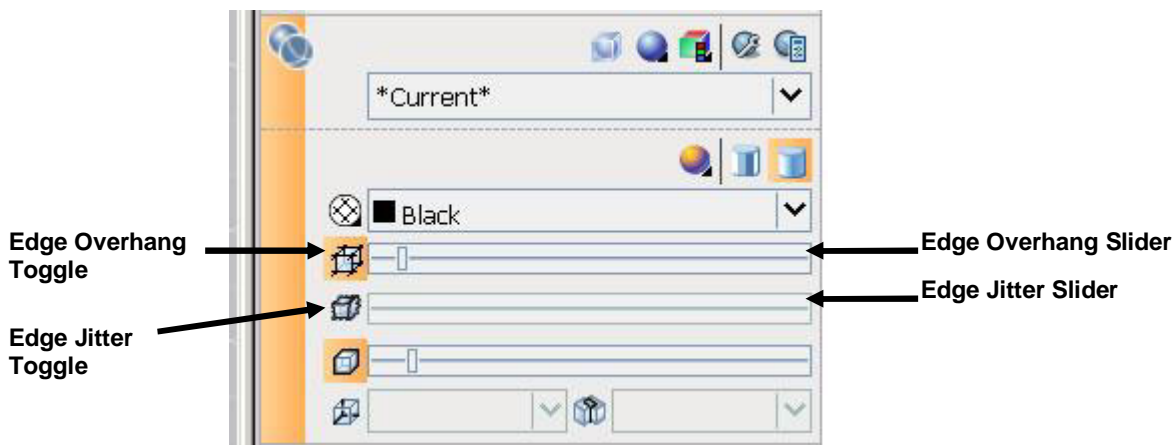 *Current*
Black
Edge Overhang
Toggle
Edge Overhang Slider
Edge Jitter Slider
Edge Jitter
Toggle